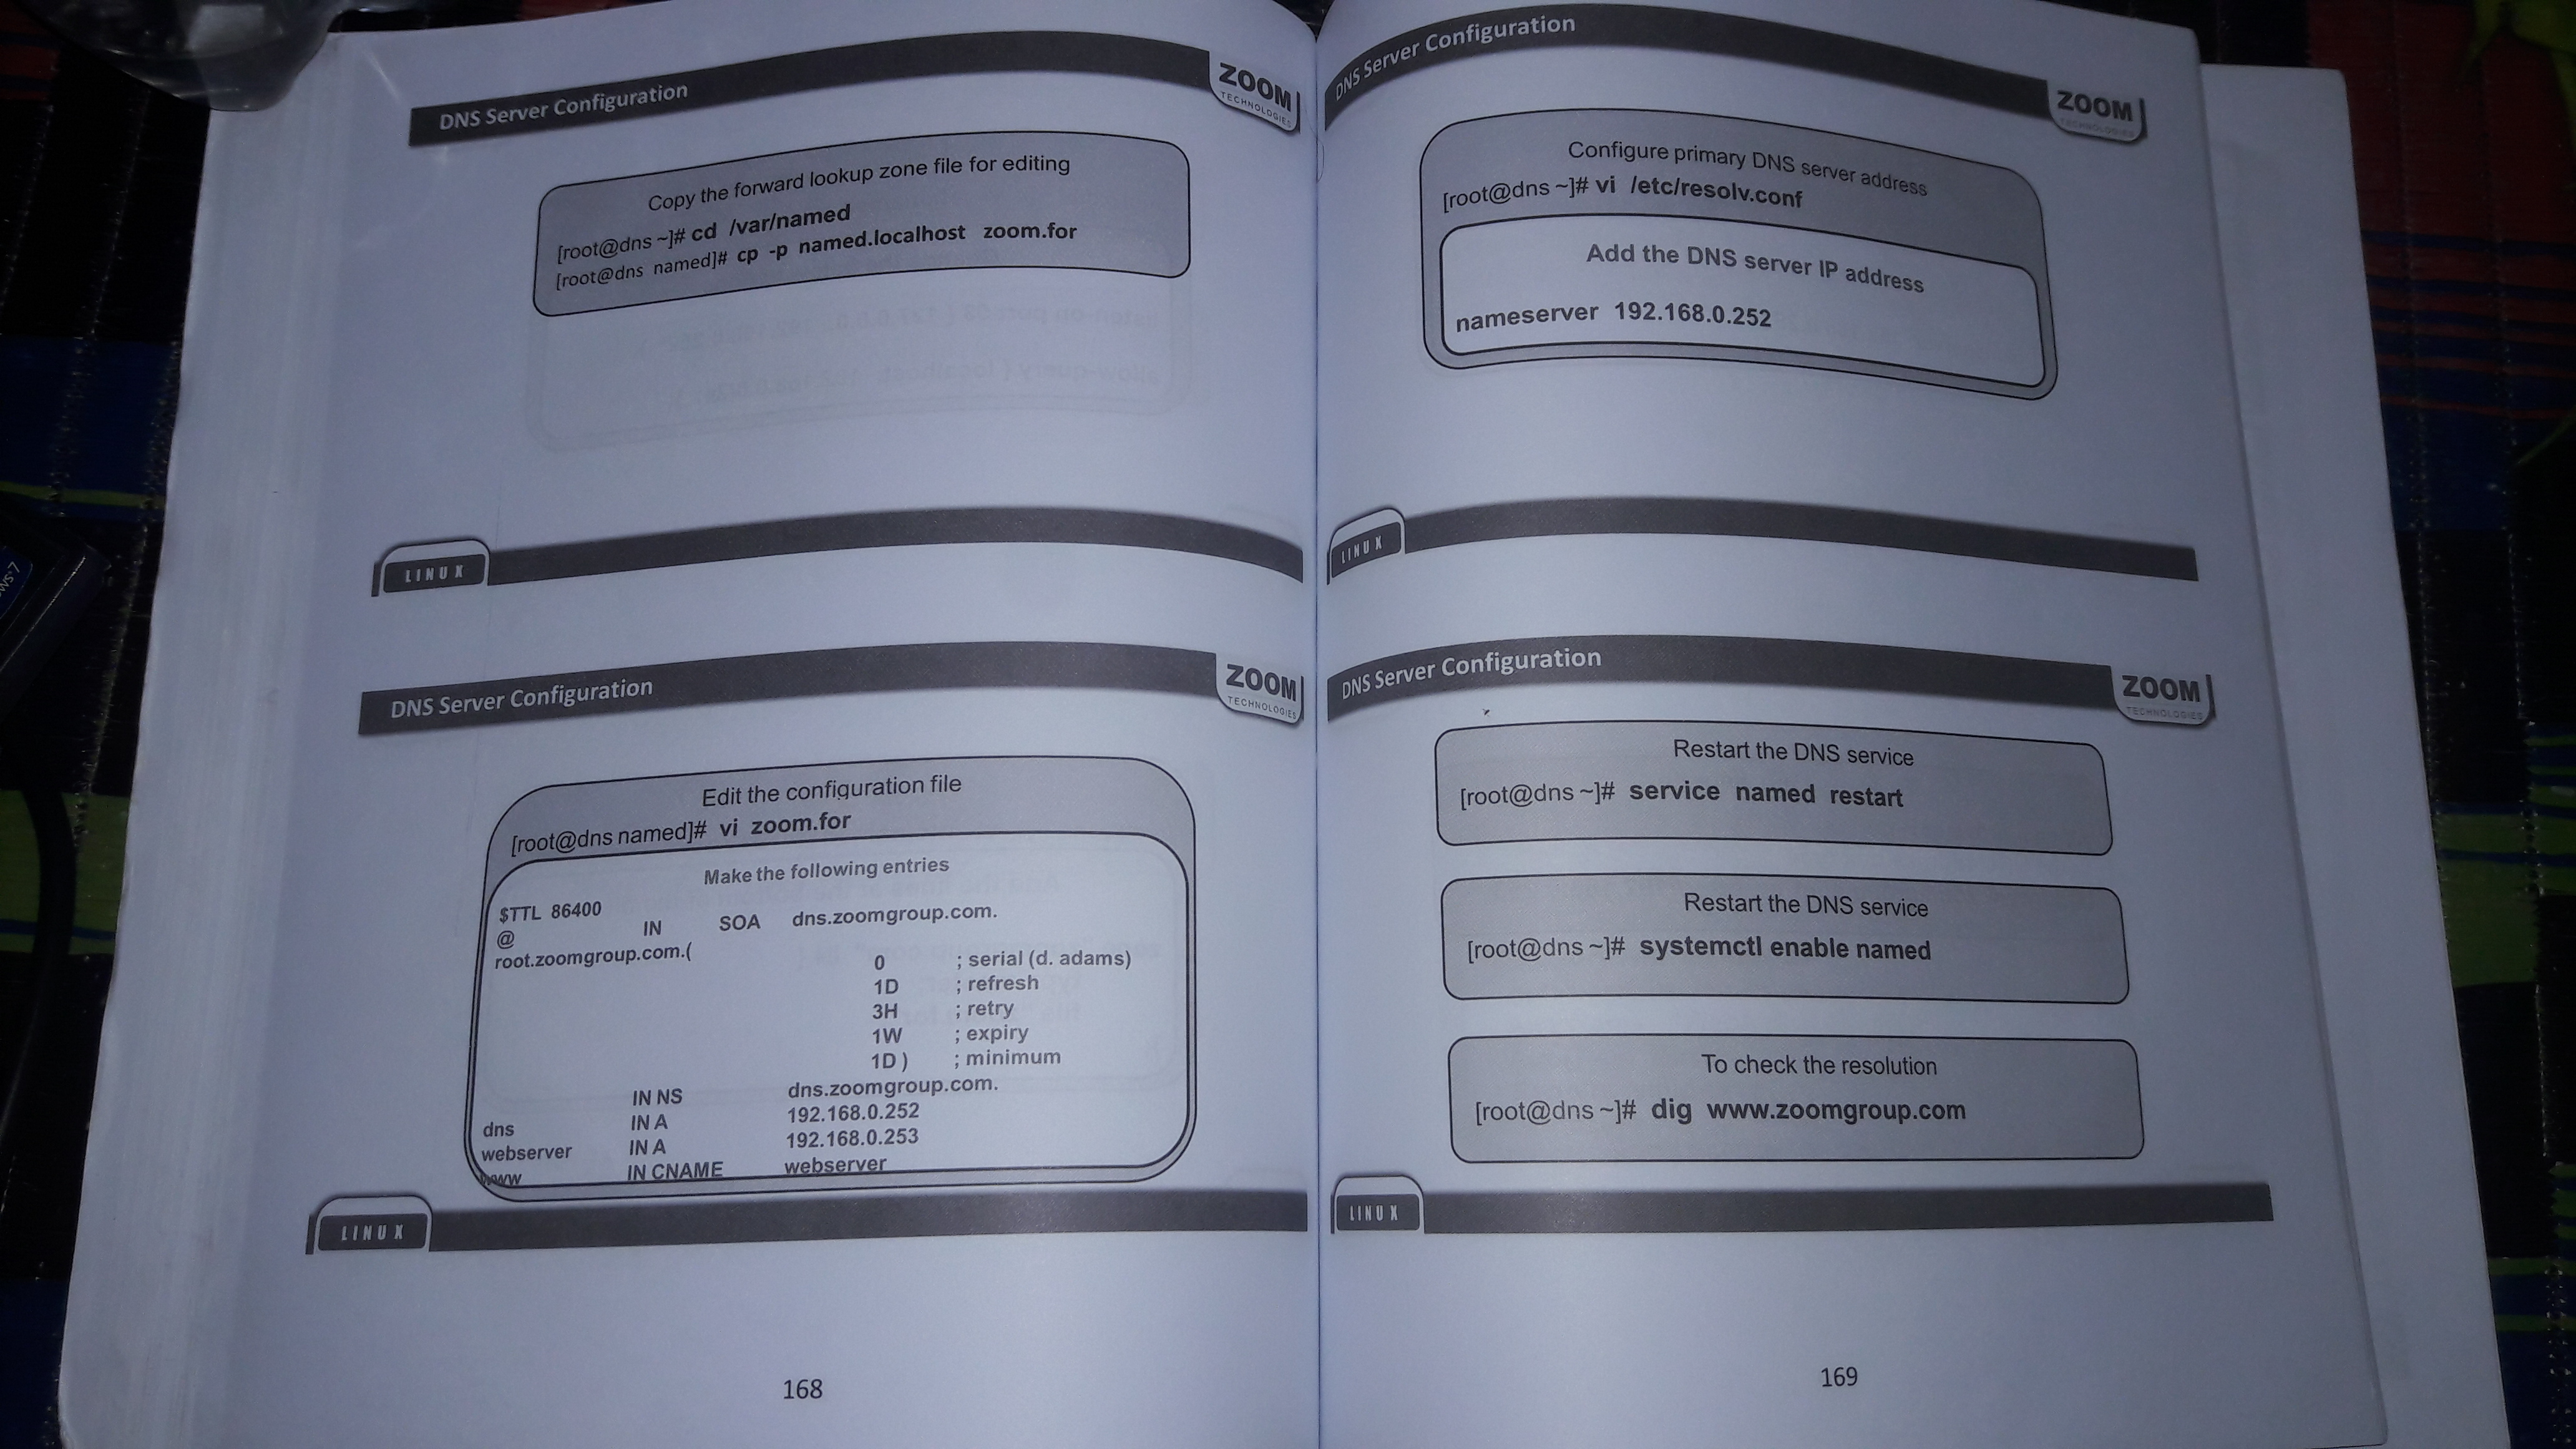 DNS Server Configuration
ZOOM
TECHNOLOGIES
Copy the forward lookup zone file for editing
[root@dns ~]# cd /var/named
[root@dns named]# cp -p named.localhost zoom.for
LINUX
DNS Server Configuration
ZOOM
TECHNOLOGIES
Edit the configuration file
[root@dns named]# vi zoom.for
Make the following entries
$TTL 86400
@ IN SOA dns.zoomgroup.com.
root.zoomgroup.com.(
0 ; serial (d. adams)
1D ; refresh
3H ; retry
1W ; expiry
1D ) ; minimum
IN NS dns.zoomgroup.com.
dns IN A 192.168.0.252
webserver IN A 192.168.0.253
www IN CNAME webserver
LINUX
168
DNS Server Configuration
ZOOM
TECHNOLOGIES
Configure primary DNS server address
[root@dns ~]# vi /etc/resolv.conf
Add the DNS server IP address
nameserver 192.168.0.252
LINUX
DNS Server Configuration
ZOOM
TECHNOLOGIES
Restart the DNS service
[root@dns ~]# service named restart
Restart the DNS service
[root@dns ~]# systemctl enable named
To check the resolution
[root@dns ~]# dig www.zoomgroup.com
LINUX
169